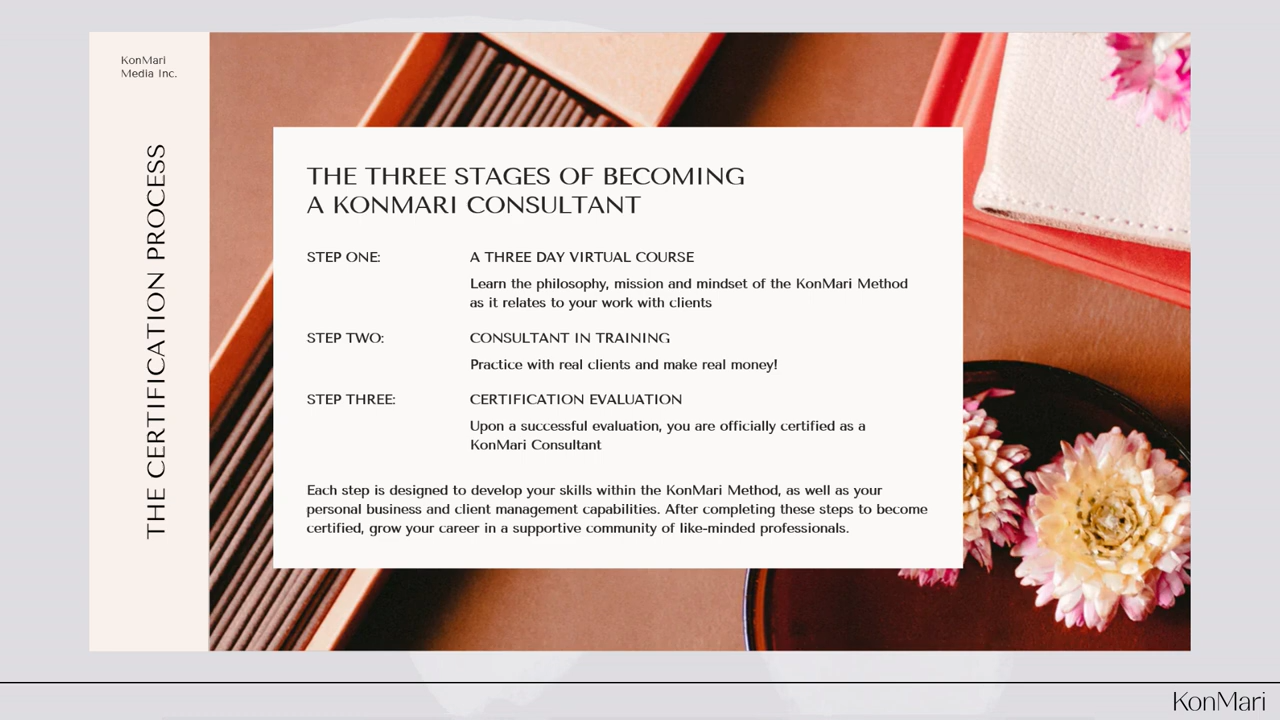 KonMari
Media Inc.
THE CERTIFICATION PROCESS
THE THREE STAGES OF BECOMING
A KONMARI CONSULTANT
STEP ONE: A THREE DAY VIRTUAL COURSE
Learn the philosophy, mission and mindset of the KonMari Method
as it relates to your work with clients
STEP TWO: CONSULTANT IN TRAINING
Practice with real clients and make real money!
STEP THREE: CERTIFICATION EVALUATION
Upon a successful evaluation, you are officially certified as a
KonMari Consultant
Each step is designed to develop your skills within the KonMari Method, as well as your
personal business and client management capabilities. After completing these steps to become
certified, grow your career in a supportive community of like-minded professionals.
KonMari